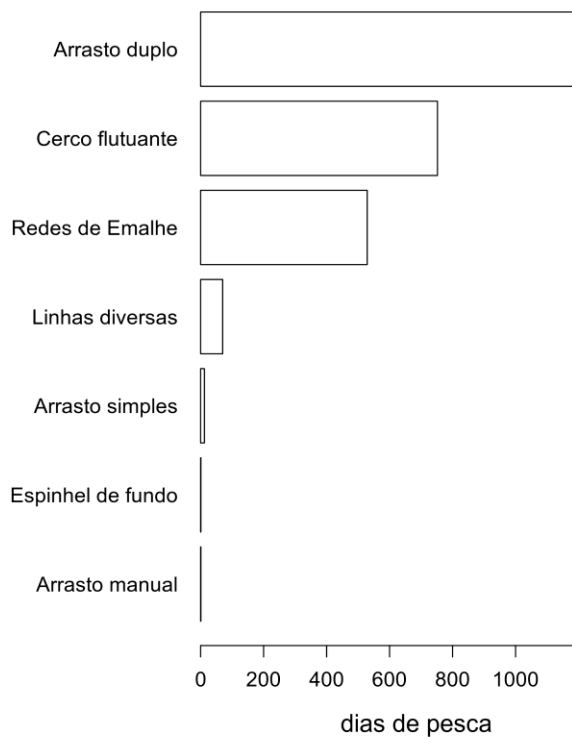 Arrasto duplo
Cerco flutuante
Redes de Emalhe
Linhas diversas
Arrasto simples
Espinhel de fundo
Arrasto manual
0 200 400 600 800 1000
dias de pesca